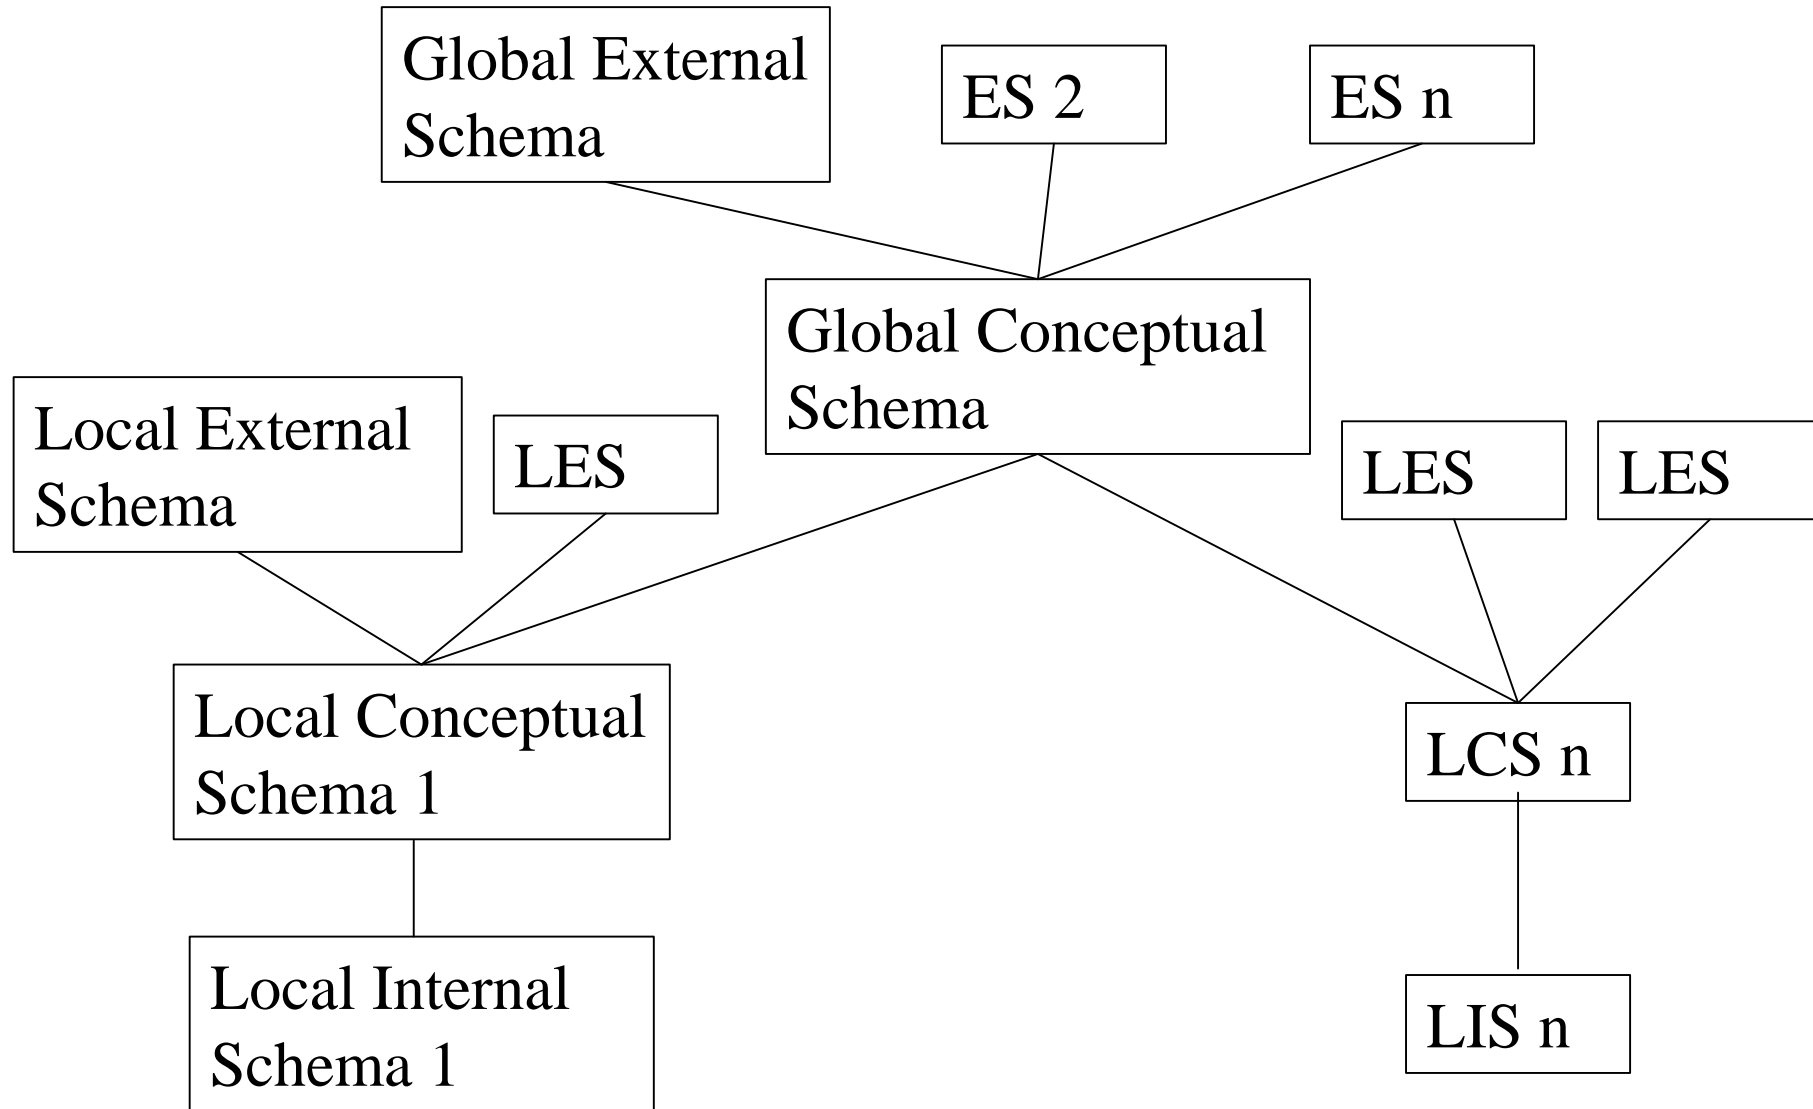 Global External
Schema
ES 2
ES n
Global Conceptual
Schema
Local External
Schema
LES
LES
LES
Local Conceptual
Schema 1
LCS n
Local Internal
Schema 1
LIS n